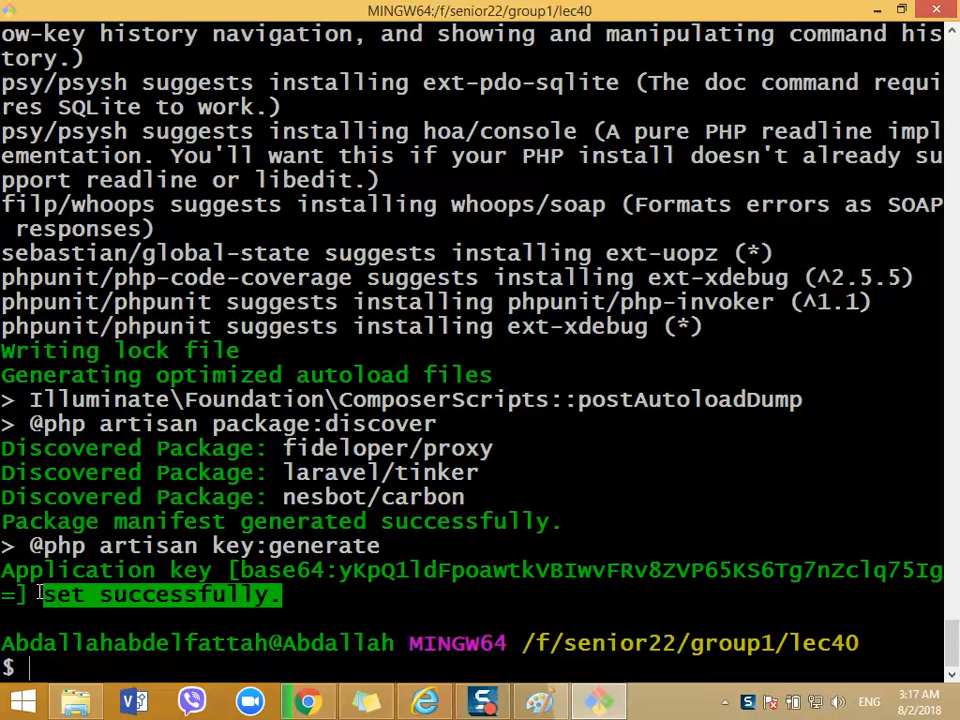 MINGW64:/f/senior22/group1/lec40
ow-key history navigation, and showing and manipulating command his
tory.)
psy/psysh suggests installing ext-pdo-sqlite (The doc command requi
res SQLite to work.)
psy/psysh suggests installing hoa/console (A pure PHP readline impl
ementation. You'll want this if your PHP install doesn't already su
pport readline or libedit.)
filp/whoops suggests installing whoops/soap (Formats errors as SOAP
 responses)
sebastian/global-state suggests installing ext-uopz (*)
phpunit/php-code-coverage suggests installing ext-xdebug (^2.5.5)
phpunit/phpunit suggests installing phpunit/php-invoker (^1.1)
phpunit/phpunit suggests installing ext-xdebug (*)
Writing lock file
Generating optimized autoload files
> Illuminate\Foundation\ComposerScripts::postAutoloadDump
> @php artisan package:discover
Discovered Package: fideloper/proxy
Discovered Package: laravel/tinker
Discovered Package: nesbot/carbon
Package manifest generated successfully.
> @php artisan key:generate
Application key [base64:yKpQ1ldFpoawtkVBIwvFRv8ZVP65KS6Tg7nZclq75Ig
=] set successfully.
Abdallahabdelfattah@Abdallah MINGW64 /f/senior22/group1/lec40
$
ENG
3:17 AM
8/2/2018